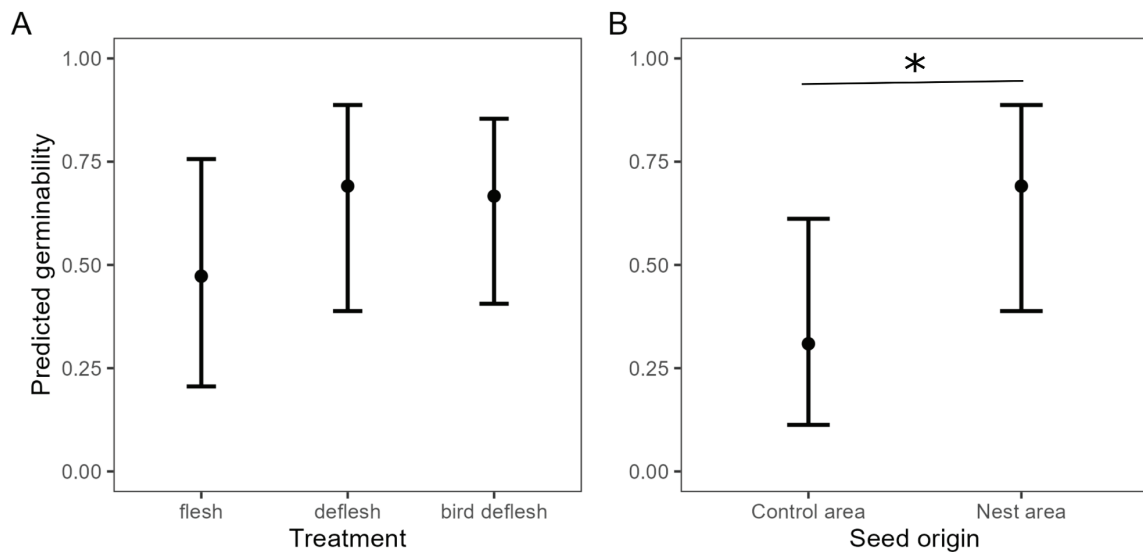 A
B
Predicted germinability
1.00
0.75
0.50
0.25
0.00
flesh
deflesh
bird deflesh
Treatment
*
1.00
0.75
0.50
0.25
0.00
Control area
Nest area
Seed origin